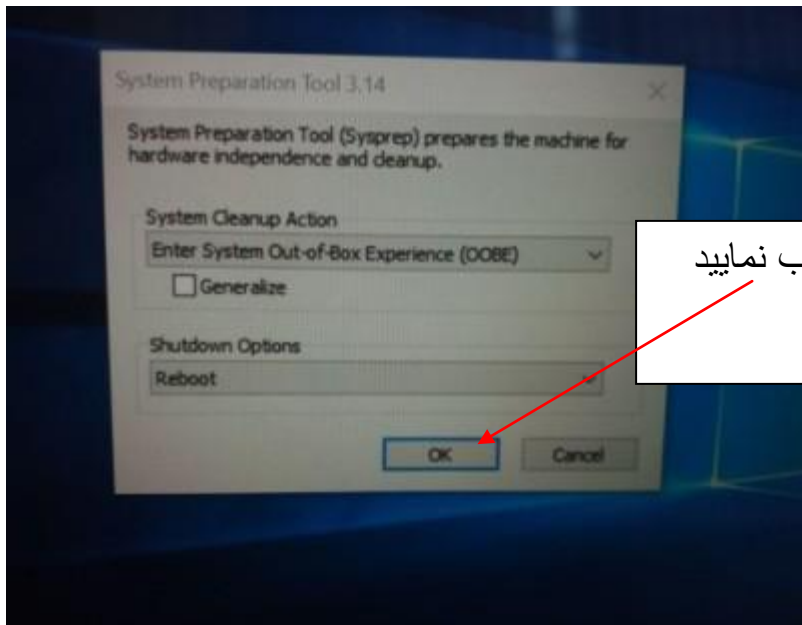 System Preparation Tool 3.14
System Preparation Tool (Sysprep) prepares the machine for
hardware independence and cleanup.
System Cleanup Action
Enter System Out-of-Box Experience (OOBE)
Generalize
نمایید
Shutdown Options
Reboot
OK
Cancel